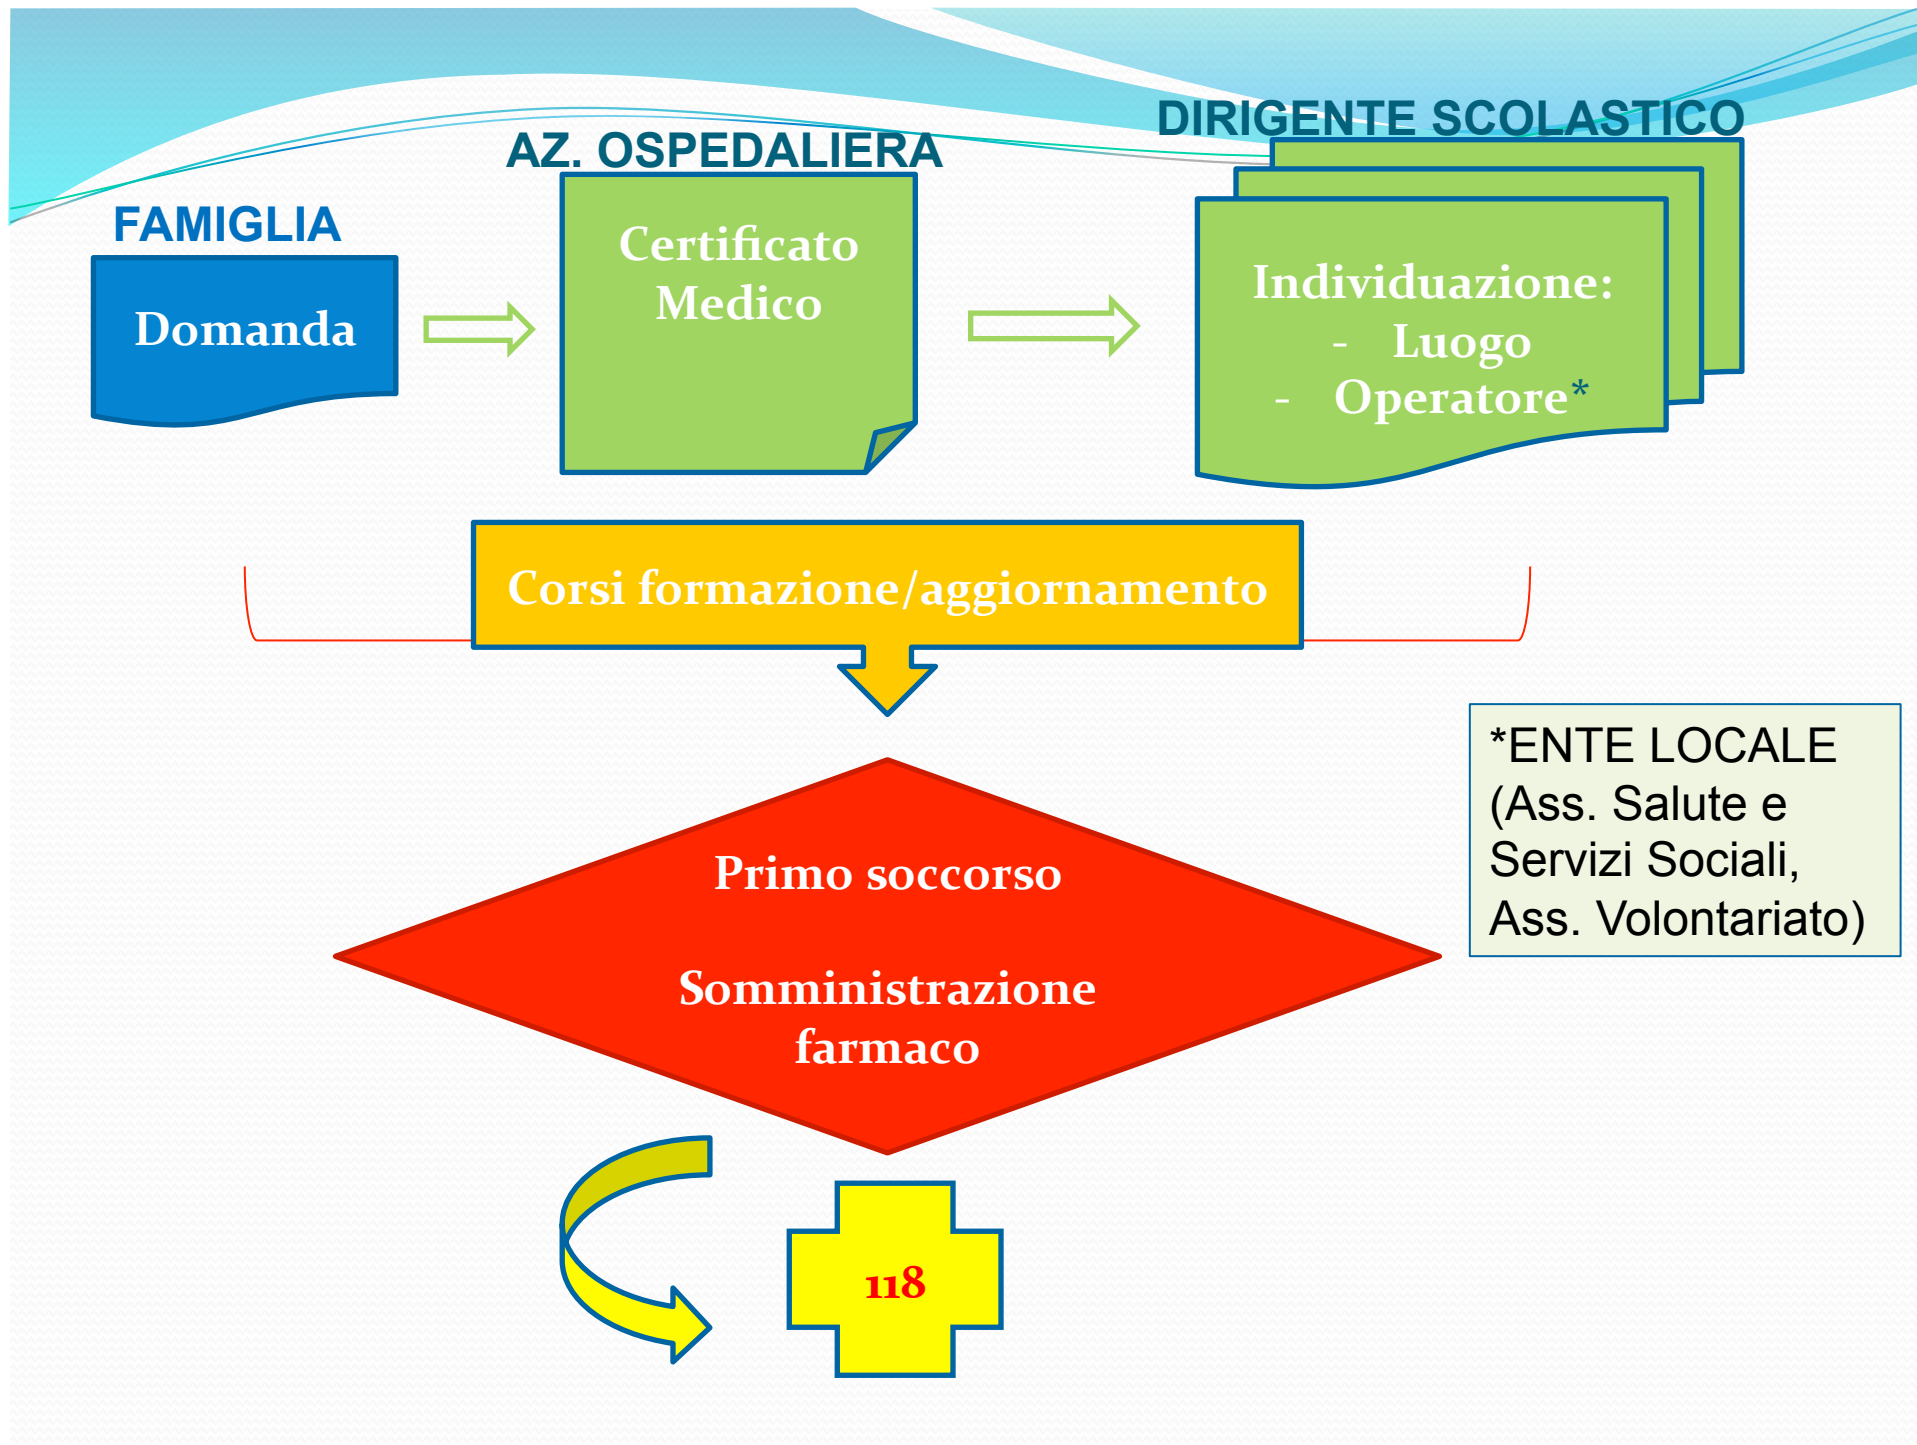 FAMIGLIA
Domanda
AZ. OSPEDALIERA
Certificato
Medico
DIRIGENTE SCOLASTICO
Individuazione:
- Luogo
- Operatore*
Corsi formazione/aggiornamento
*ENTE LOCALE
(Ass. Salute e
Servizi Sociali,
Ass. Volontariato)
Primo soccorso
Somministrazione
farmaco
118